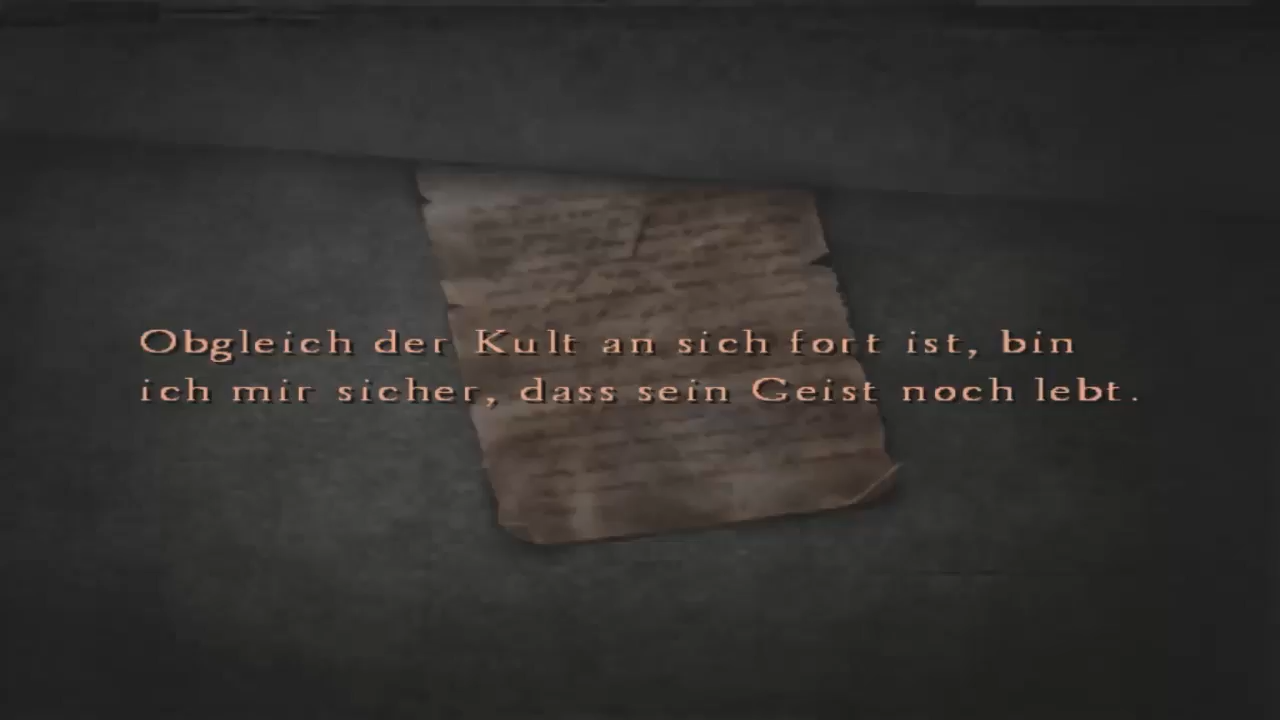 Obgleich der Kult an sich fort ist, bin
ich mir sicher, dass sein Geist noch lebt.